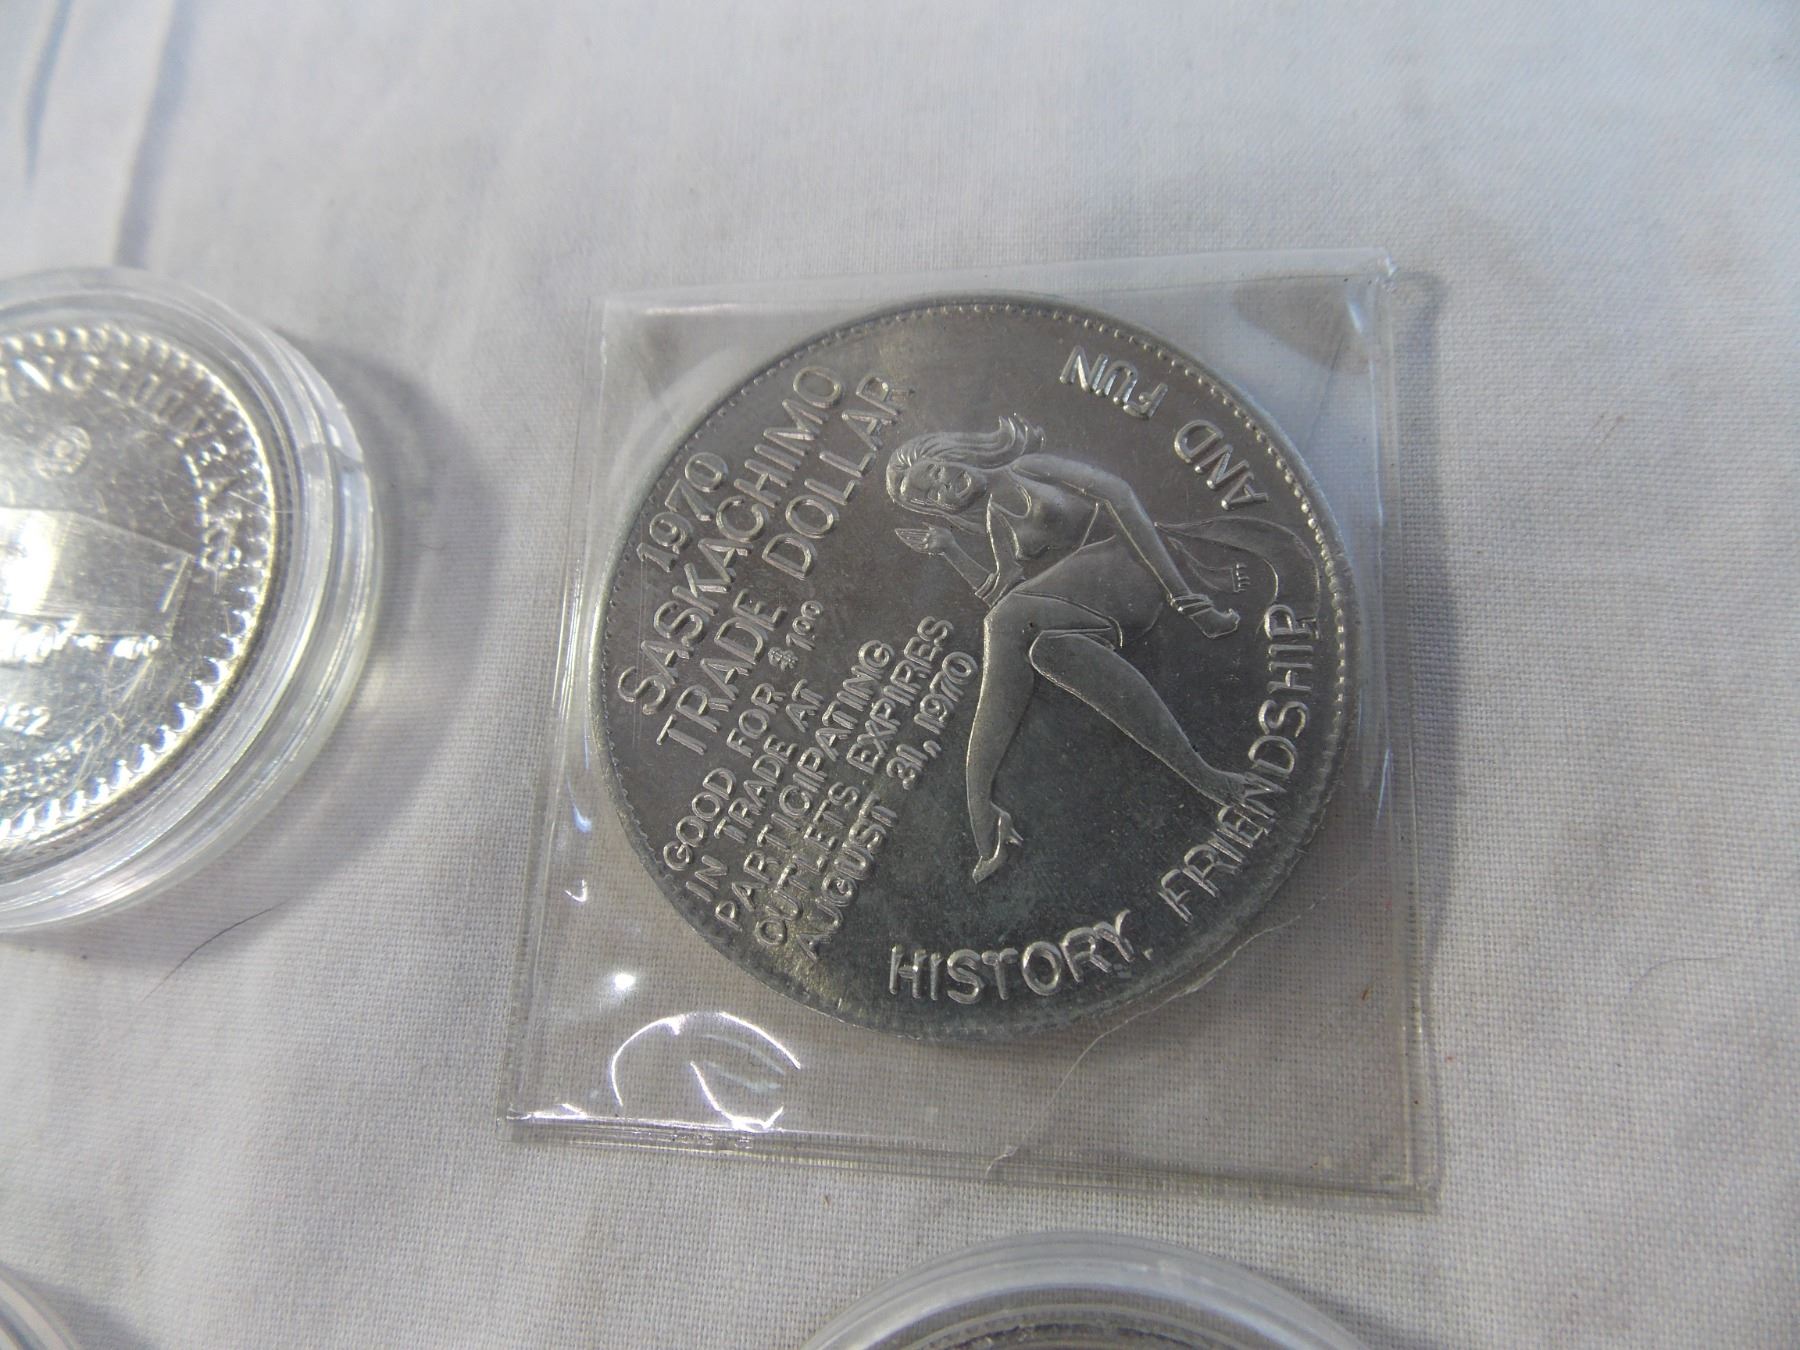 1970
SASKACHIMO
TRADE DOLLAR
GOOD FOR $1.00
IN TRADE AT
PARTICIPATING
OUTLETS EXPIRES
AUGUST 31, 1970
HISTORY, FRIENDSHIP AND FUN